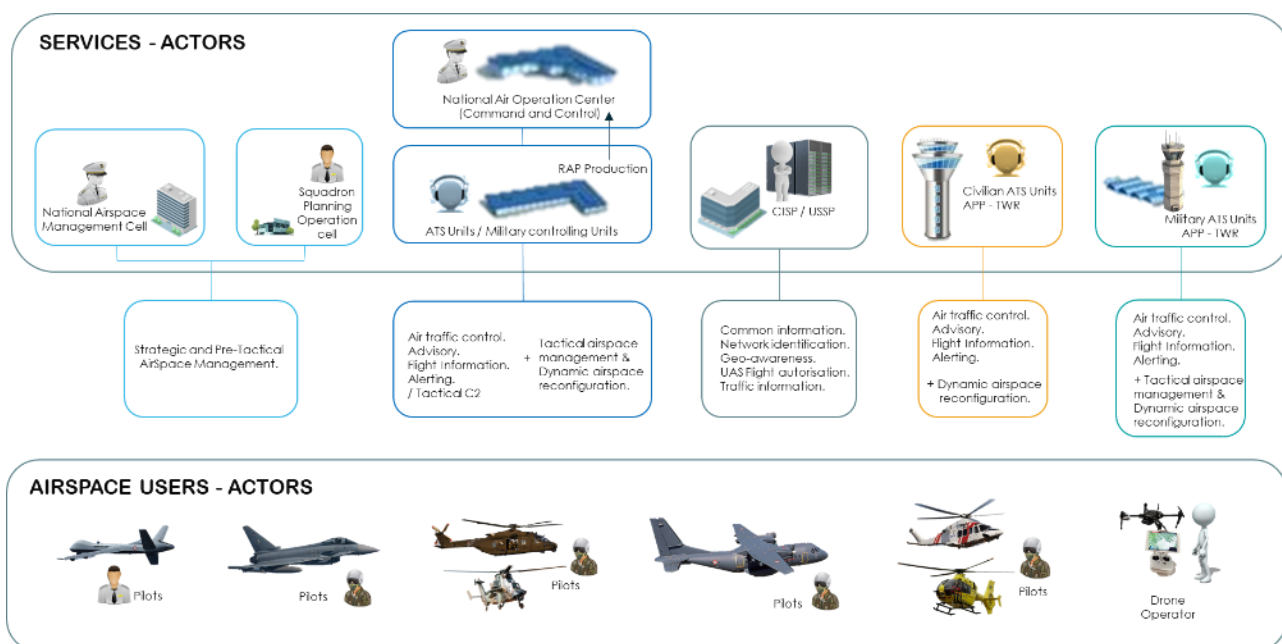 SERVICES - ACTORS
National Air Operation Center
(Command and Control)
RAP Production
National Airspace
Management Cell
Squadron
Planning
Operation
cell
ATS Units / Military controlling Units
CISP / USSP
Civilian ATS Units
APP - TWR
Military ATS Units
APP - TWR
Strategic and Pre-Tactical
AirSpace Management.
Air traffic control.
Advisory.
Flight Information.
Alerting.
/ Tactical C2
+ Tactical airspace
management &
Dynamic airspace
reconfiguration.
Common information.
Network identification.
Geo-awareness.
UAS Flight autorisation.
Traffic information.
Air traffic control.
Advisory.
Flight Information.
Alerting.
+ Dynamic airspace
reconfiguration.
Air traffic control.
Advisory.
Flight Information.
Alerting.
+ Tactical airspace
management &
Dynamic airspace
reconfiguration.
AIRSPACE USERS - ACTORS
Pilots
Pilots
Pilots
Pilots
Pilots
Drone
Operator